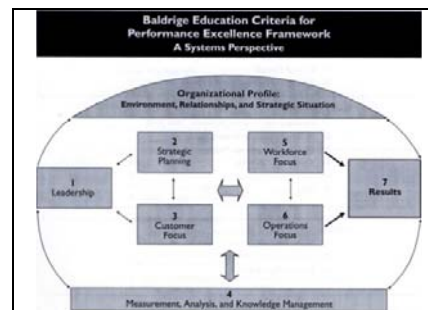 Baldrige Education Criteria for
Performance Excellence Framework
A Systems Perspective
Organizational Profile:
Environment, Relationships, and Strategic Situation
2
Strategic
Planning
5
Workforce
Focus
1
Leadership
7
Results
3
Customer
Focus
6
Operations
Focus
4
Measurement, Analysis, and Knowledge Management